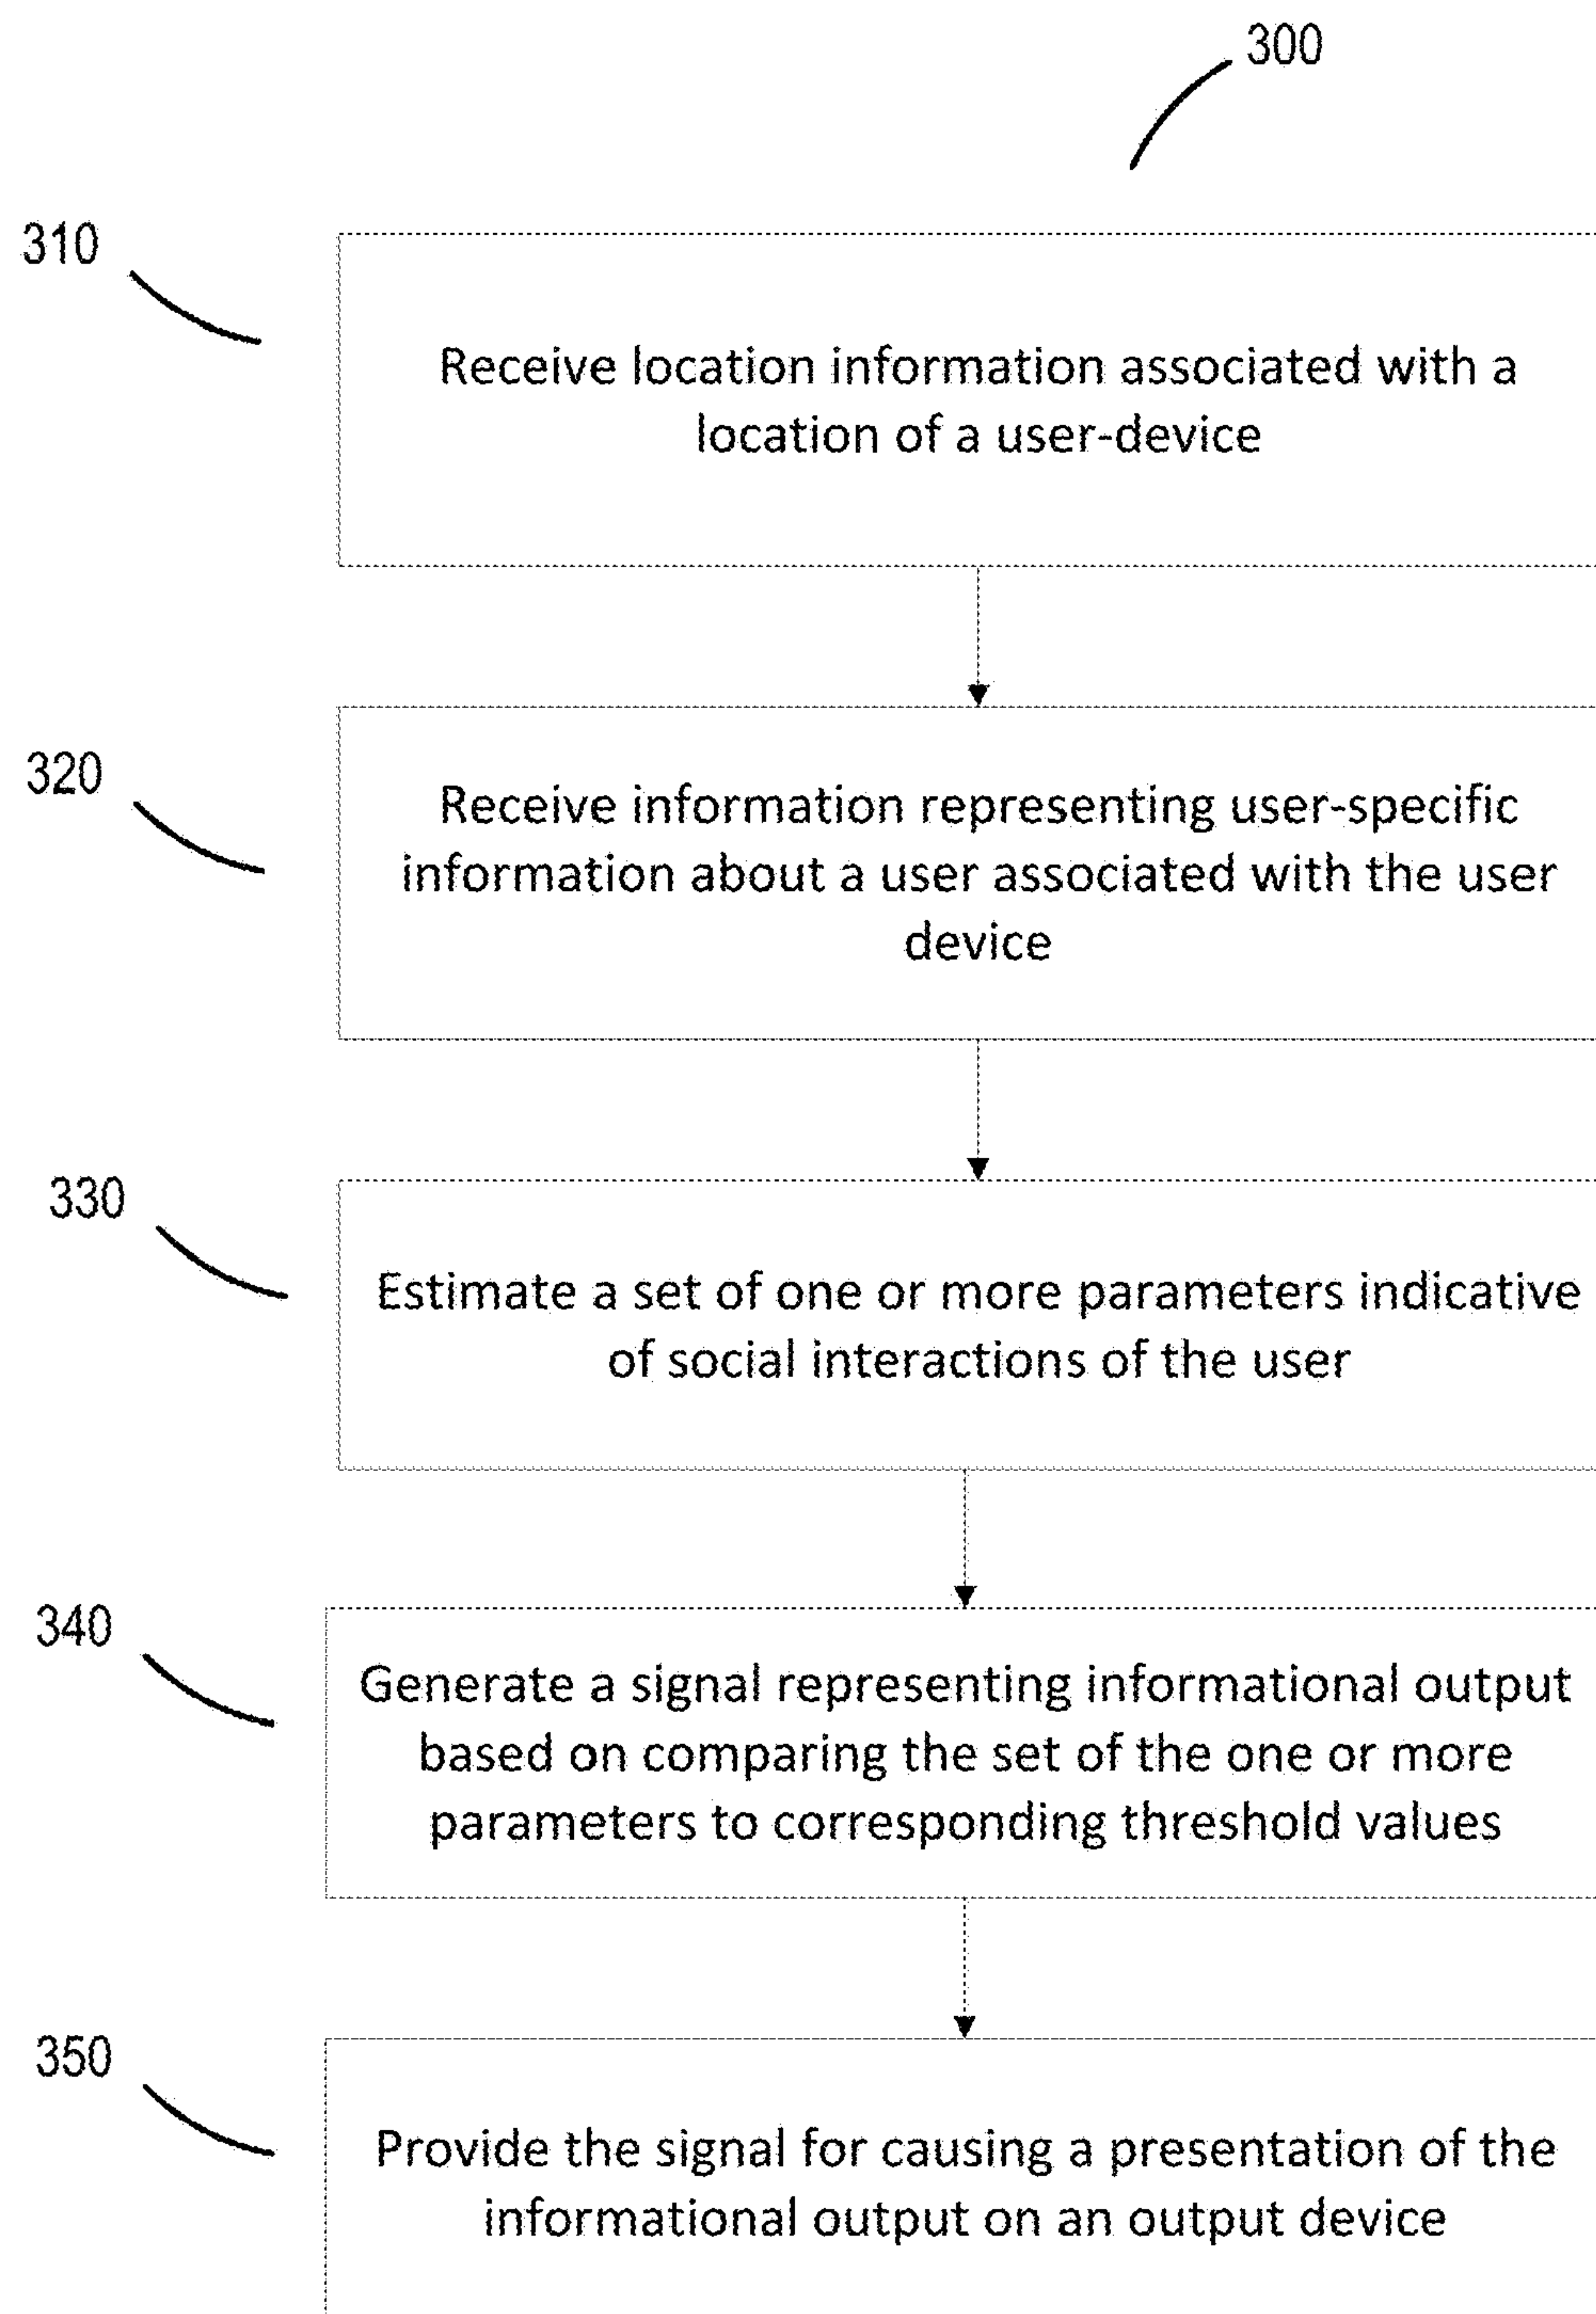 300
310
Receive location information associated with a
location of a user-device
320
Receive information representing user-specific
information about a user associated with the user
device
330
Estimate a set of one or more parameters indicative
of social interactions of the user
340
Generate a signal representing informational output
based on comparing the set of the one or more
parameters to corresponding threshold values
350
Provide the signal for causing a presentation of the
informational output on an output device